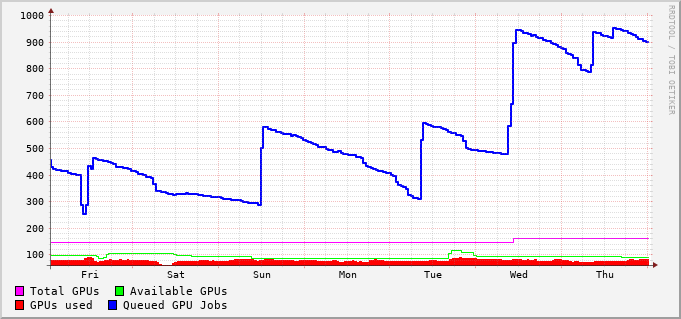 1000
900
800
700
600
500
400
300
200
100
Fri Sat Sun Mon Tue Wed Thu
Total GPUs Available GPUs
GPUs used Queued GPU Jobs
RRDTOOL / TOBI OETIKER